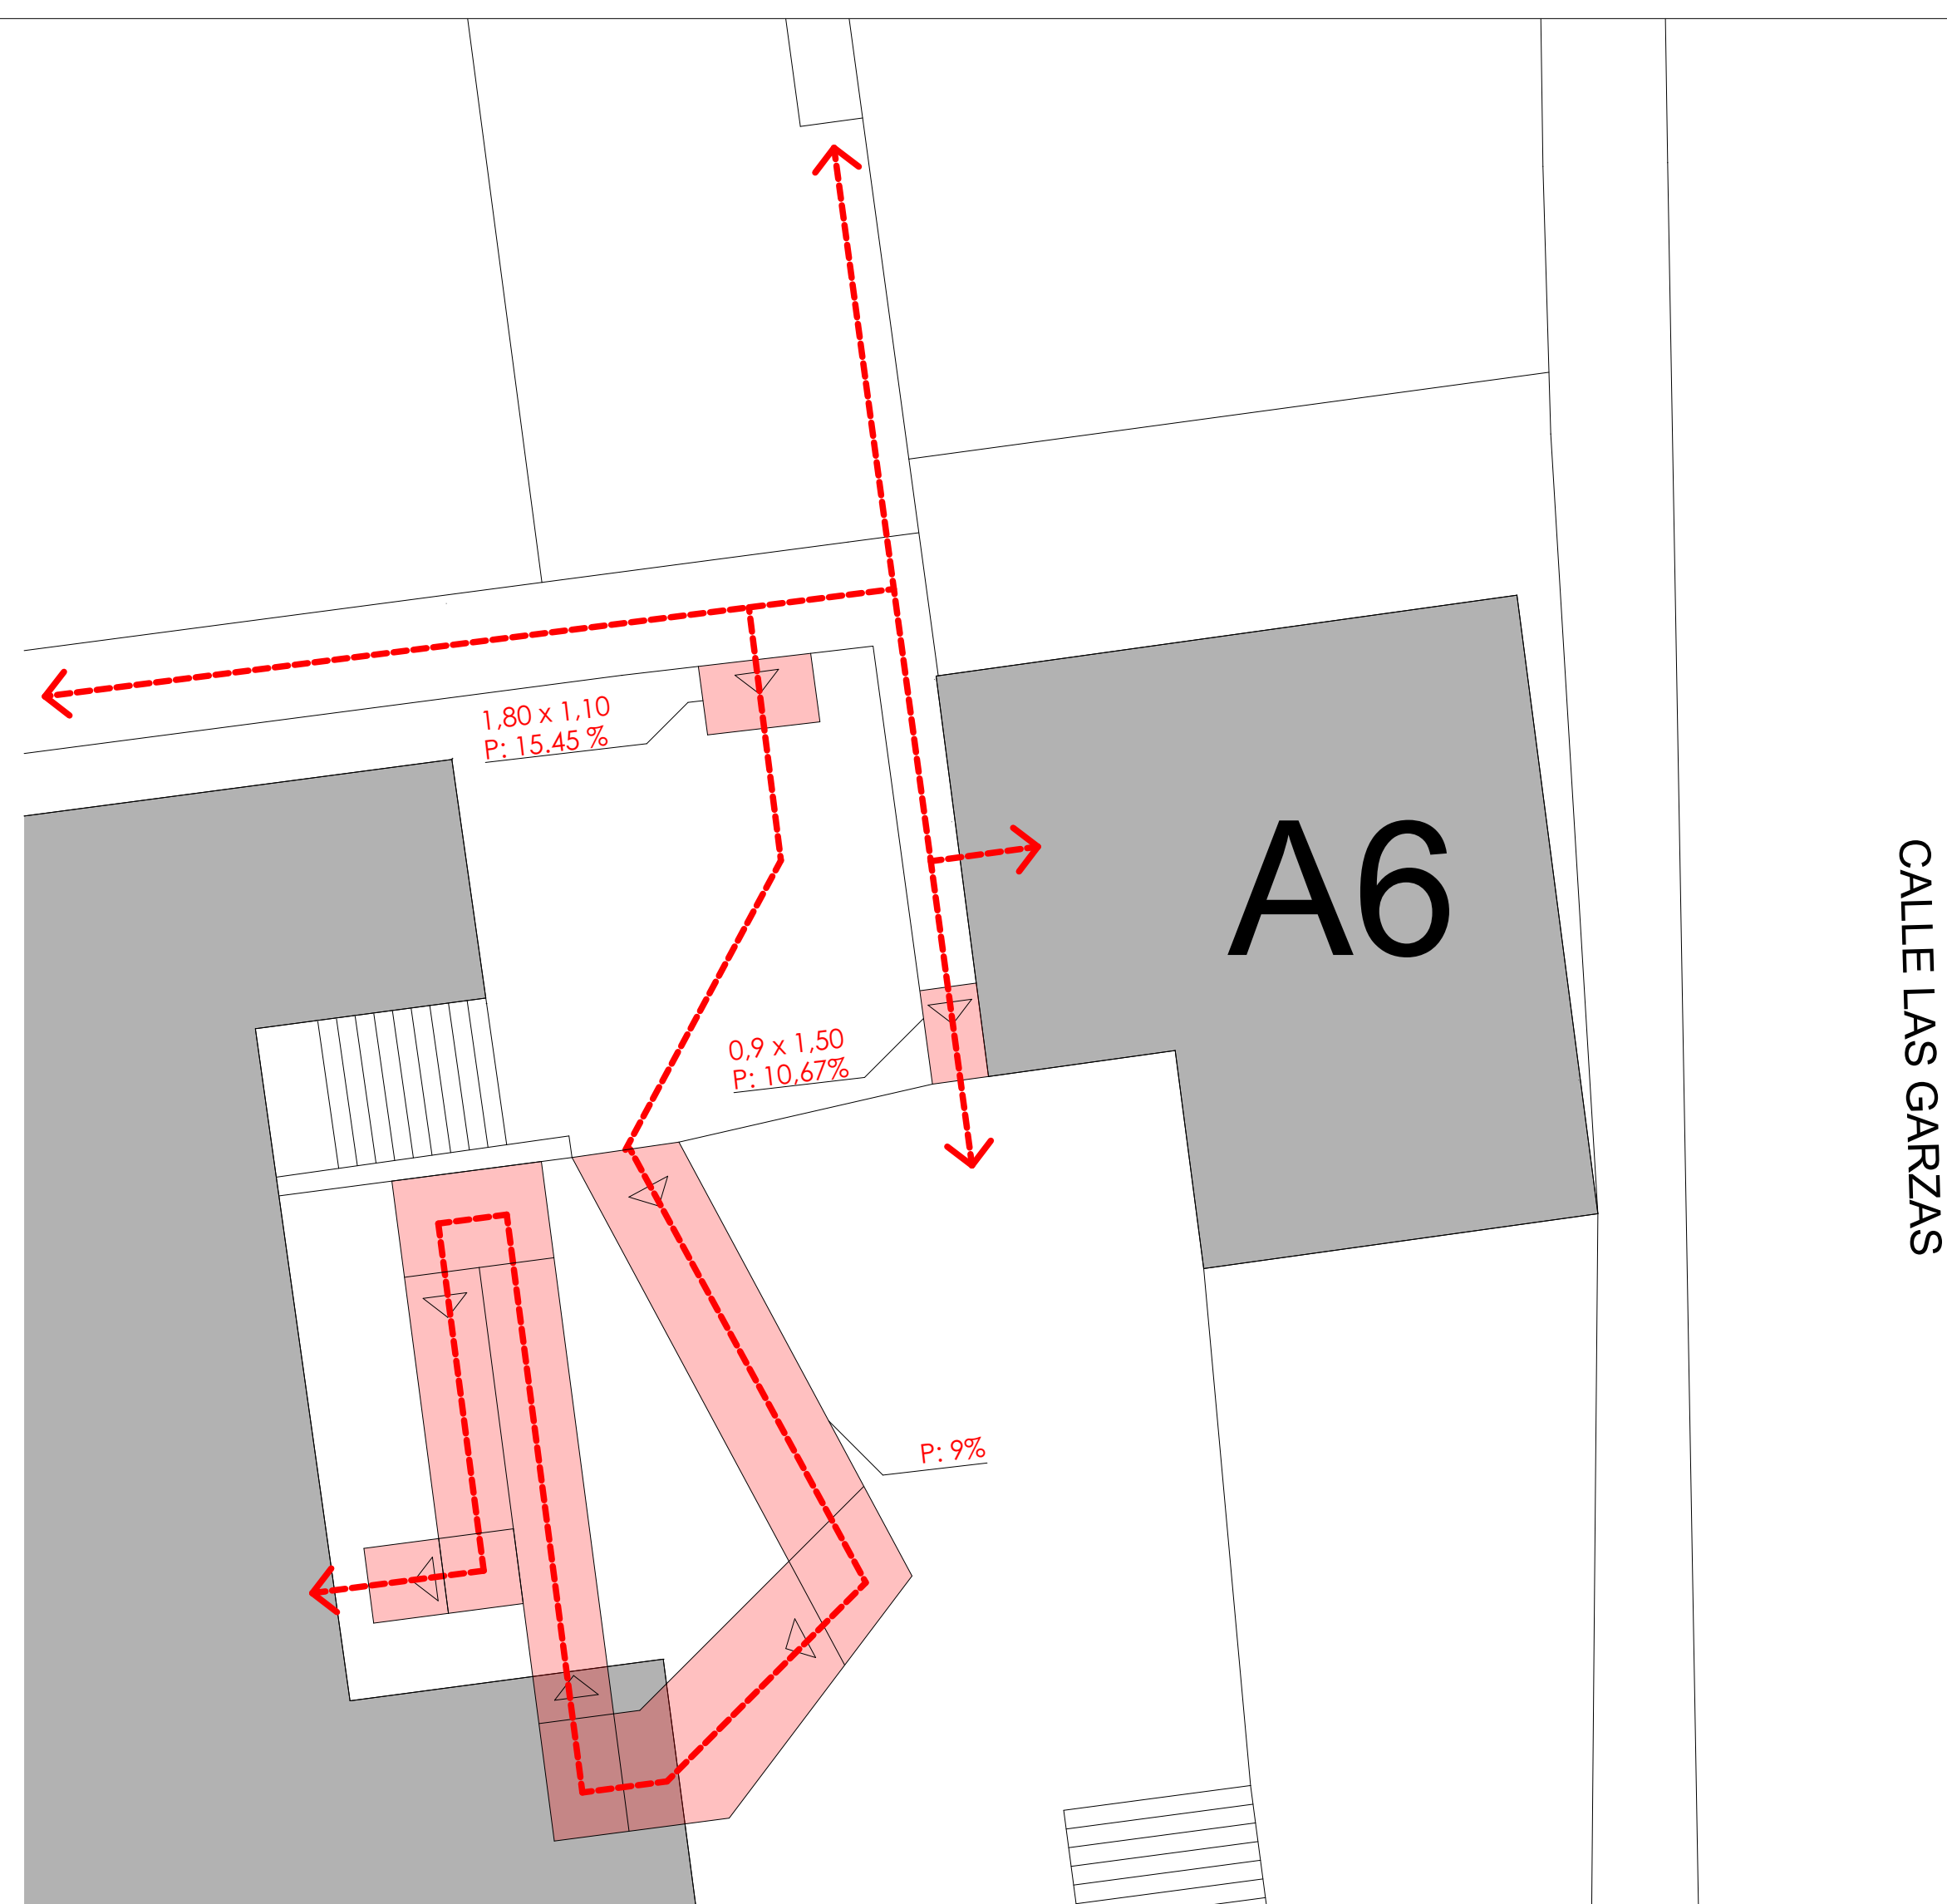 1,80 x 1,10
P: 15.45 %
A6
CALLE LAS GARZAS
0,9 x 1,50
P: 10,67%
P: 9%